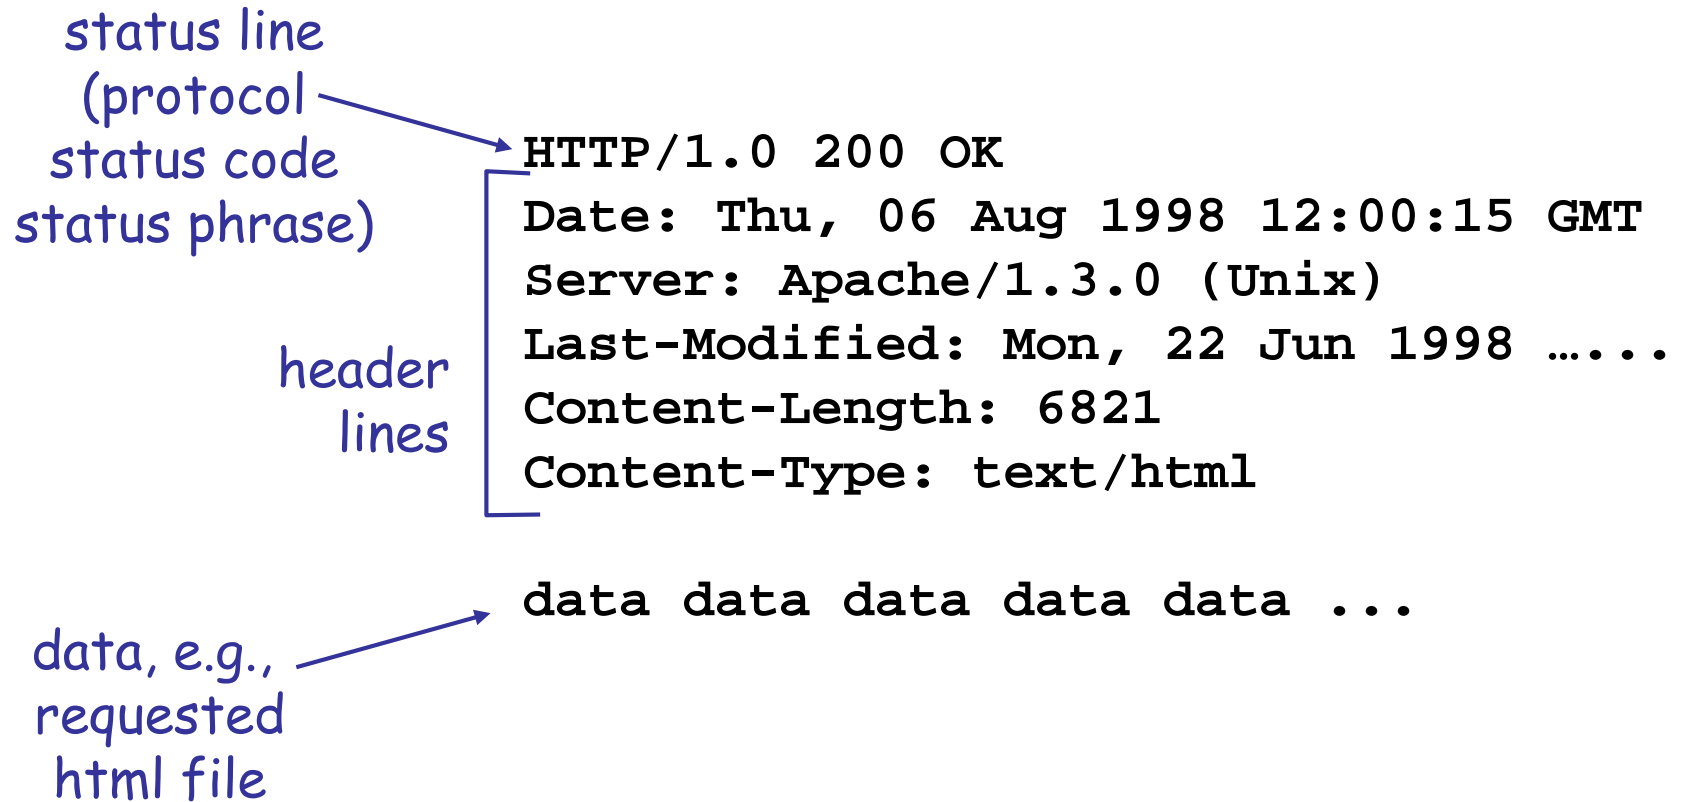 status line
(protocol
status code
status phrase)
HTTP/1.0 200 OK
Date: Thu, 06 Aug 1998 12:00:15 GMT
Server: Apache/1.3.0 (Unix)
Last-Modified: Mon, 22 Jun 1998 …...
Content-Length: 6821
Content-Type: text/html
header
lines
data data data data data ...
data, e.g.,
requested
html file